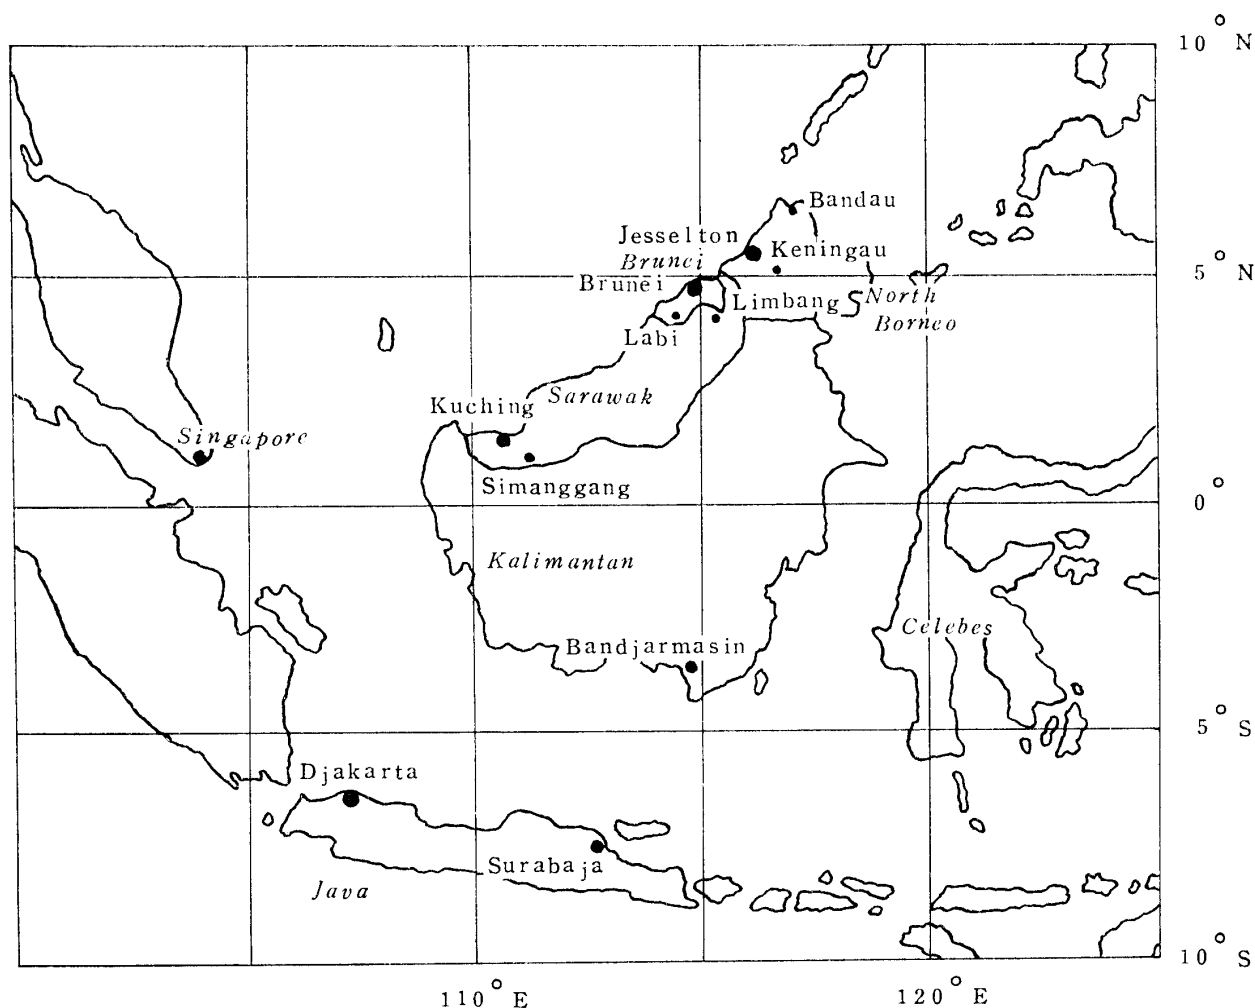 10° N
Bandau
Jesselton
Keningau
Brunei
5° N
Brunei
Limbang
North
Borneo
Labi
Sarawak
Kuching
Singapore
Simanggang
0°
Kalimantan
Celebes
Bandjarmasin
5° S
Djakarta
Surabaja
Java
10° S
110° E
120° E